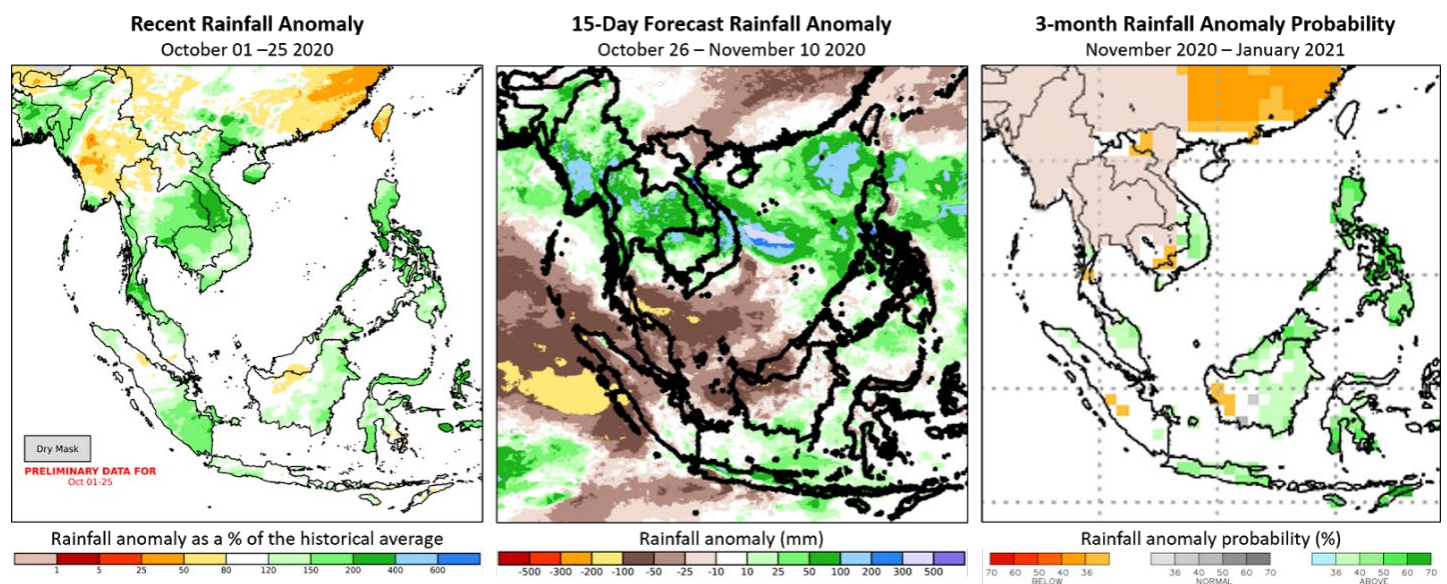 Recent Rainfall Anomaly
October 01 –25 2020
Dry Mask
PRELIMINARY DATA FOR
Oct 01-25
Rainfall anomaly as a % of the historical average
1 5 25 50 80 120 150 200 400 600
15-Day Forecast Rainfall Anomaly
October 26 – November 10 2020
Rainfall anomaly (mm)
-500 -300 -200 -100 -50 -25 -10 10 25 50 100 200 300 500
3-month Rainfall Anomaly Probability
November 2020 – January 2021
Rainfall anomaly probability (%)
70 60 50 40 36 36 40 50 60 70 36 40 50 60 70
BELOW NORMAL ABOVE